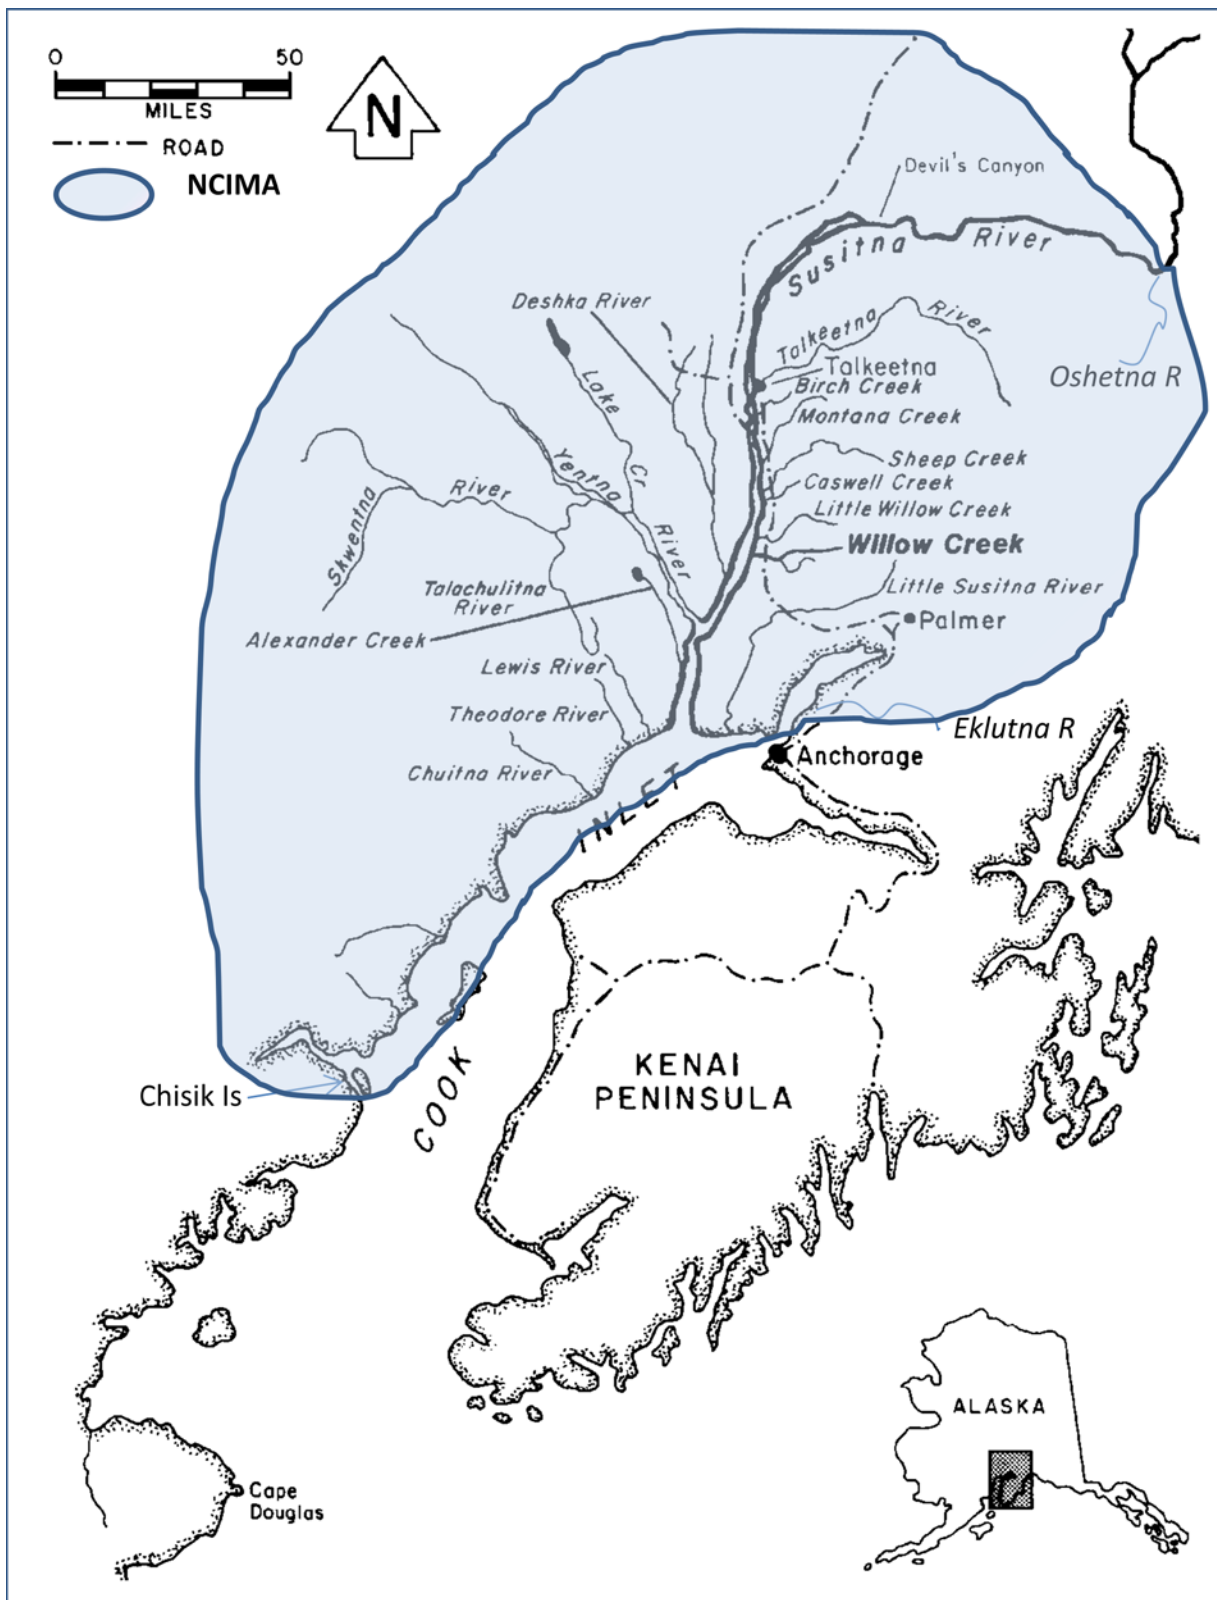 0 50
MILES
ROAD
NCIMA
N
Devil's Canyon
Susitna River
Deshka River
Talkeetna River
Talkeetna
Birch Creek
Oshetna R
Lake Cr
Montana Creek
Yentna River
Sheep Creek
Caswell Creek
Skwentna River
Little Willow Creek
Willow Creek
Talachulitna
River
Little Susitna River
Alexander Creek
Palmer
Lewis River
Theodore River
Eklutna R
Anchorage
Chuitna River
COOK INLET
KENAI
PENINSULA
Chisik Is
ALASKA
Cape
Douglas